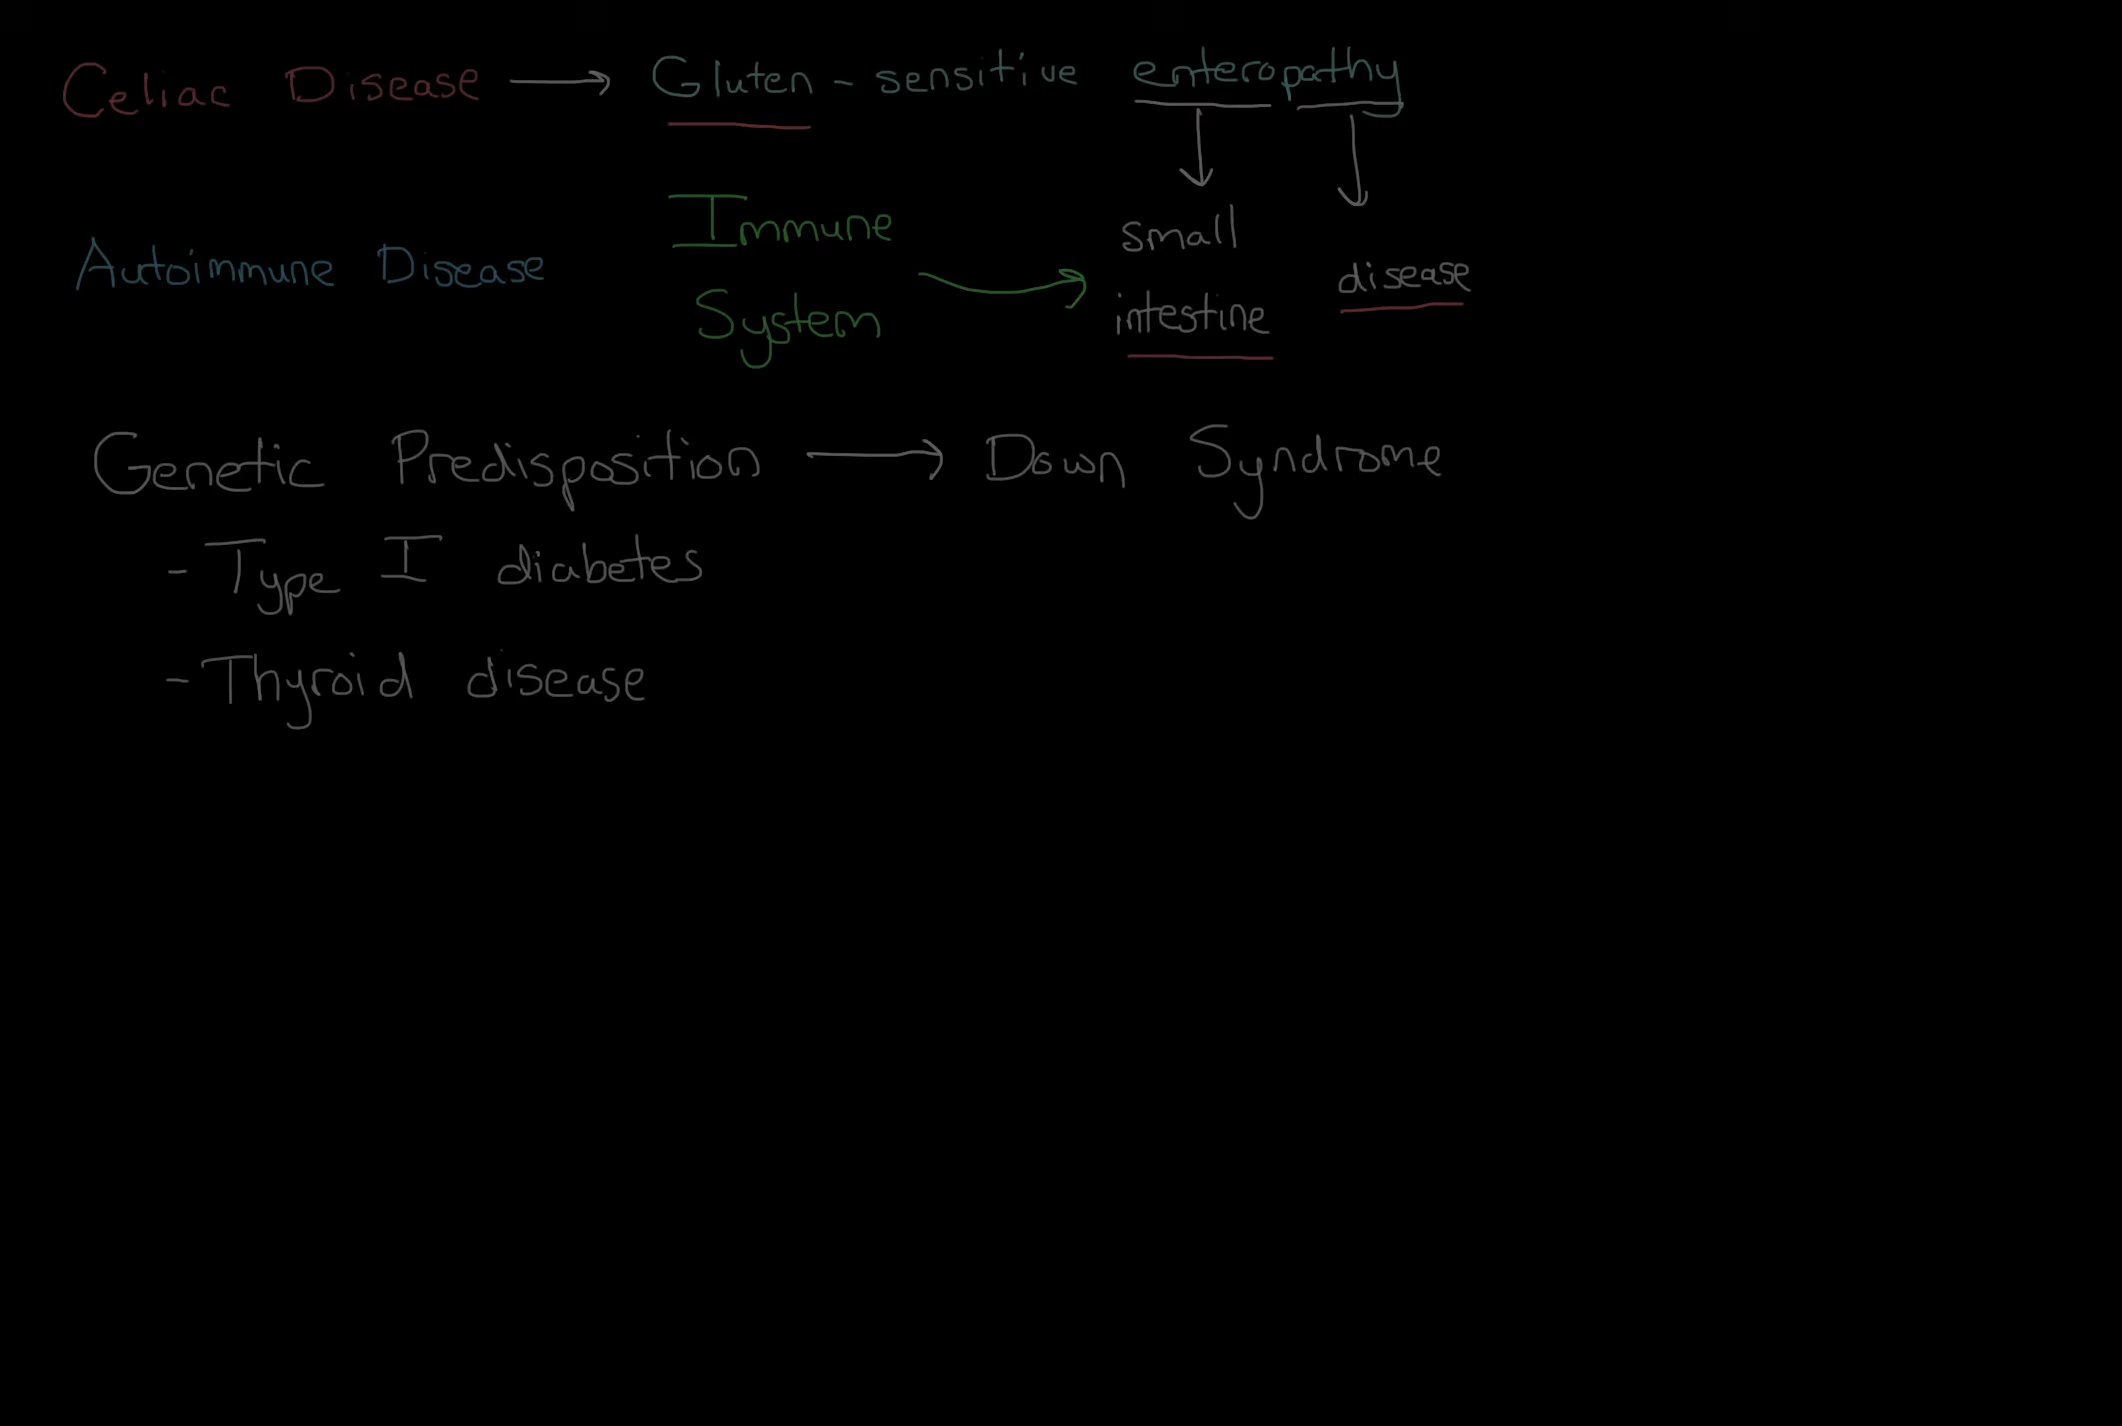 Celiac Disease → Gluten - sensitive enteropathy
Immune
small
Autoimmune Disease
disease
System
intestine
Genetic Predisposition → Down Syndrome
- Type I diabetes
- Thyroid disease